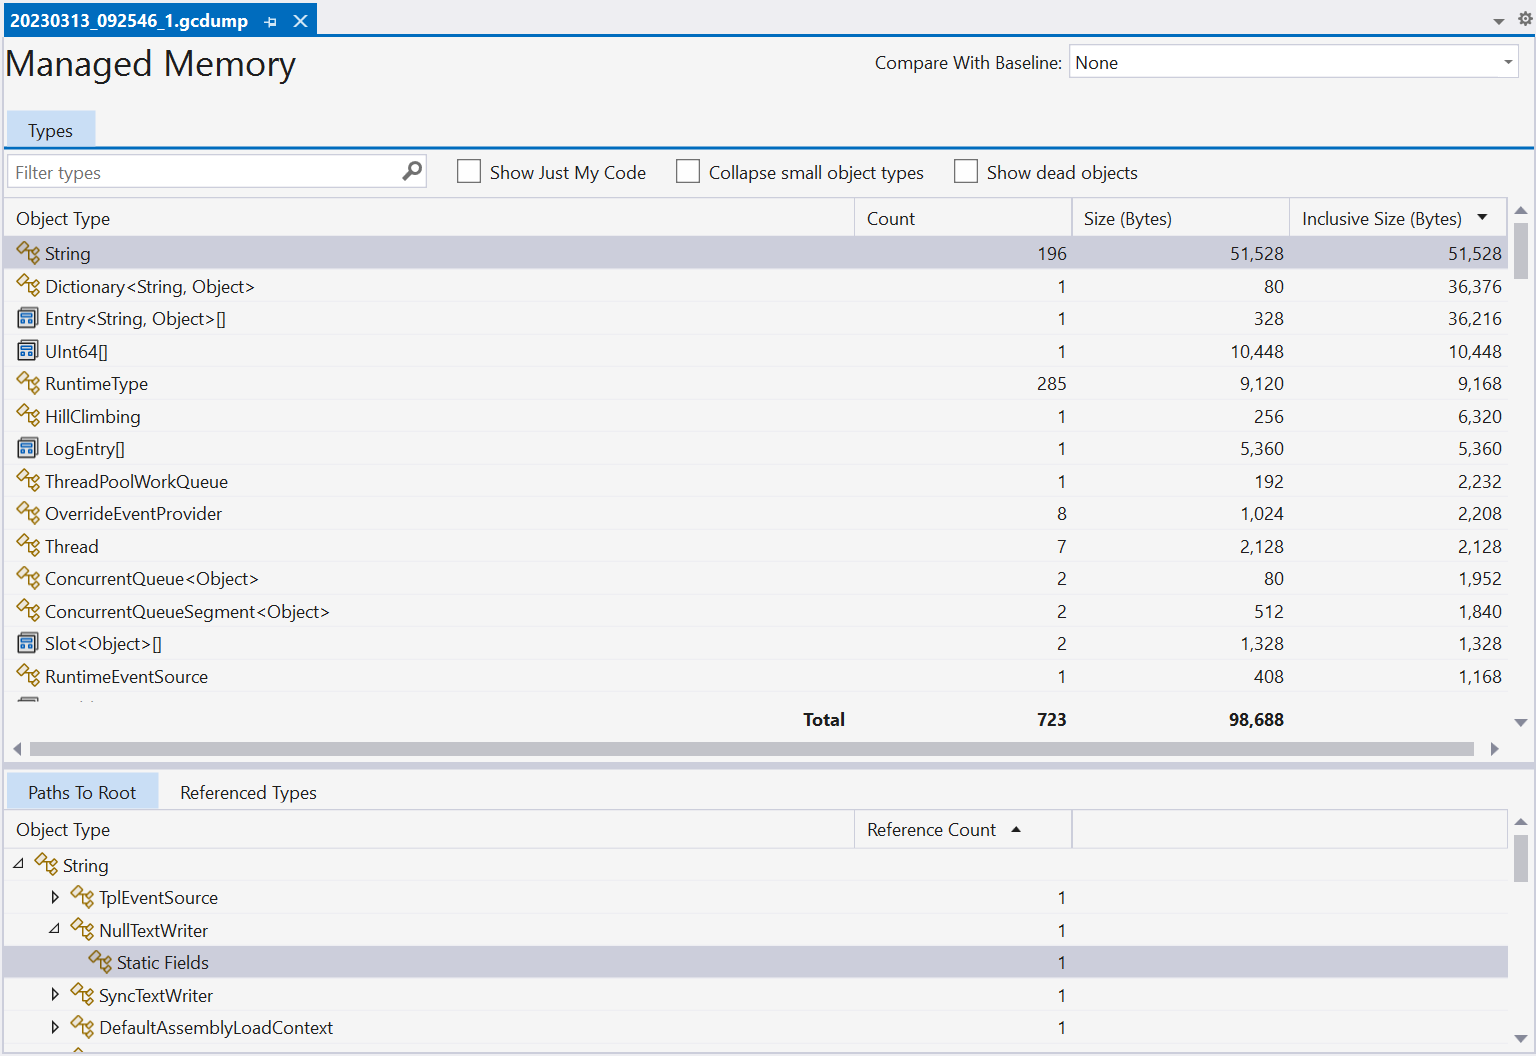 20230313_092546_1.gcdump
Managed Memory
Compare With Baseline: None
Types
Filter types Show Just My Code Collapse small object types Show dead objects
Object Type Count Size (Bytes) Inclusive Size (Bytes)
String 196 51,528 51,528
Dictionary<String, Object> 1 80 36,376
Entry<String, Object>[] 1 328 36,216
UInt64[] 1 10,448 10,448
RuntimeType 285 9,120 9,168
HillClimbing 1 256 6,320
LogEntry[] 1 5,360 5,360
ThreadPoolWorkQueue 1 192 2,232
OverrideEventProvider 8 1,024 2,208
Thread 7 2,128 2,128
ConcurrentQueue<Object> 2 80 1,952
ConcurrentQueueSegment<Object> 2 512 1,840
Slot<Object>[] 2 1,328 1,328
RuntimeEventSource 1 408 1,168
Total 723 98,688
Paths To Root Referenced Types
Object Type Reference Count
String
TplEventSource 1
NullTextWriter 1
Static Fields 1
SyncTextWriter 1
DefaultAssemblyLoadContext 1